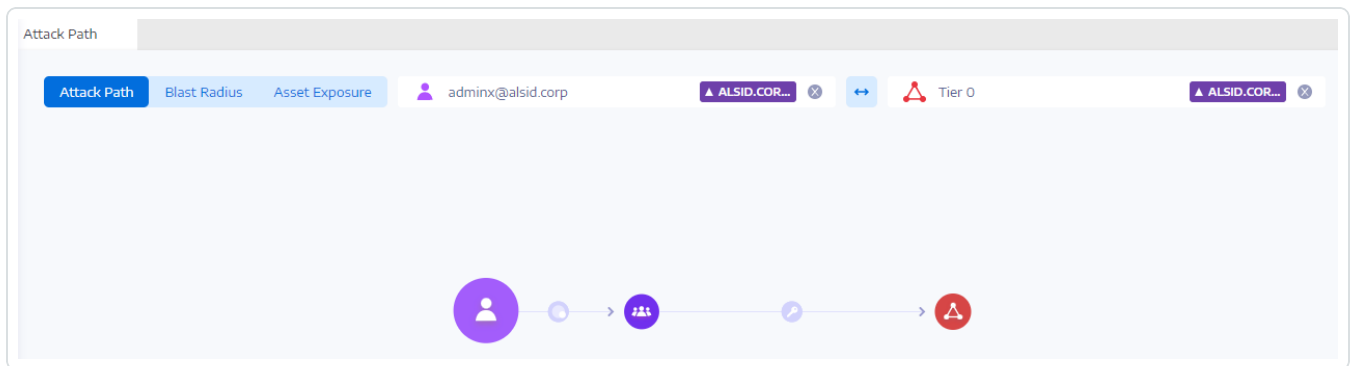 Attack Path
Attack Path Blast Radius Asset Exposure adminx@alsid.corp ▲ ALSID.COR... Tier 0 ▲ ALSID.COR...